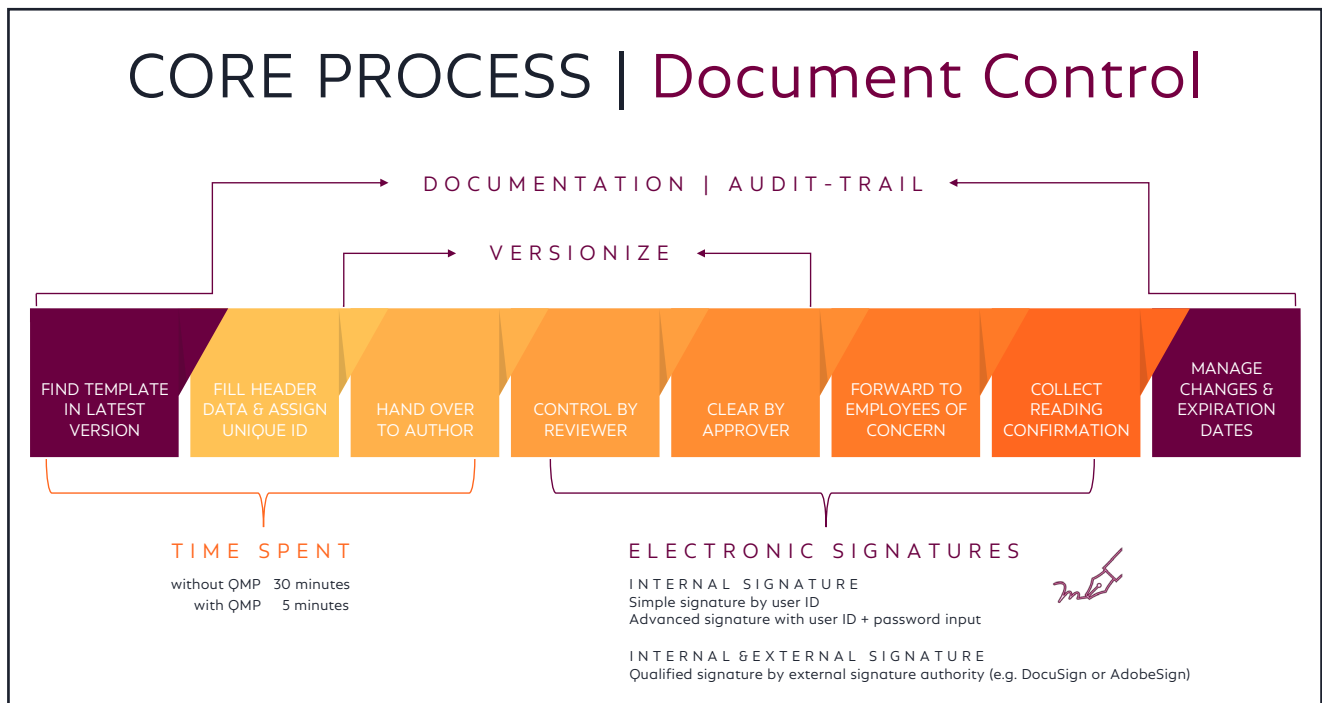 CORE PROCESS | Document Control
DOCUMENTATION | AUDIT-TRAIL
VERSIONIZE
FIND TEMPLATE
IN LATEST
VERSION
FILL HEADER
DATA & ASSIGN
UNIQUE ID
HAND OVER
TO AUTHOR
CONTROL BY
REVIEWER
CLEAR BY
APPROVER
FORWARD TO
EMPLOYEES OF
CONCERN
COLLECT
READING
CONFIRMATION
MANAGE
CHANGES &
EXPIRATION
DATES
TIME SPENT
without QMP 30 minutes
with QMP 5 minutes
ELECTRONIC SIGNATURES
INTERNAL SIGNATURE
Simple signature by user ID
Advanced signature with user ID + password input
INTERNAL &EXTERNAL SIGNATURE
Qualified signature by external signature authority (e.g. DocuSign or AdobeSign)